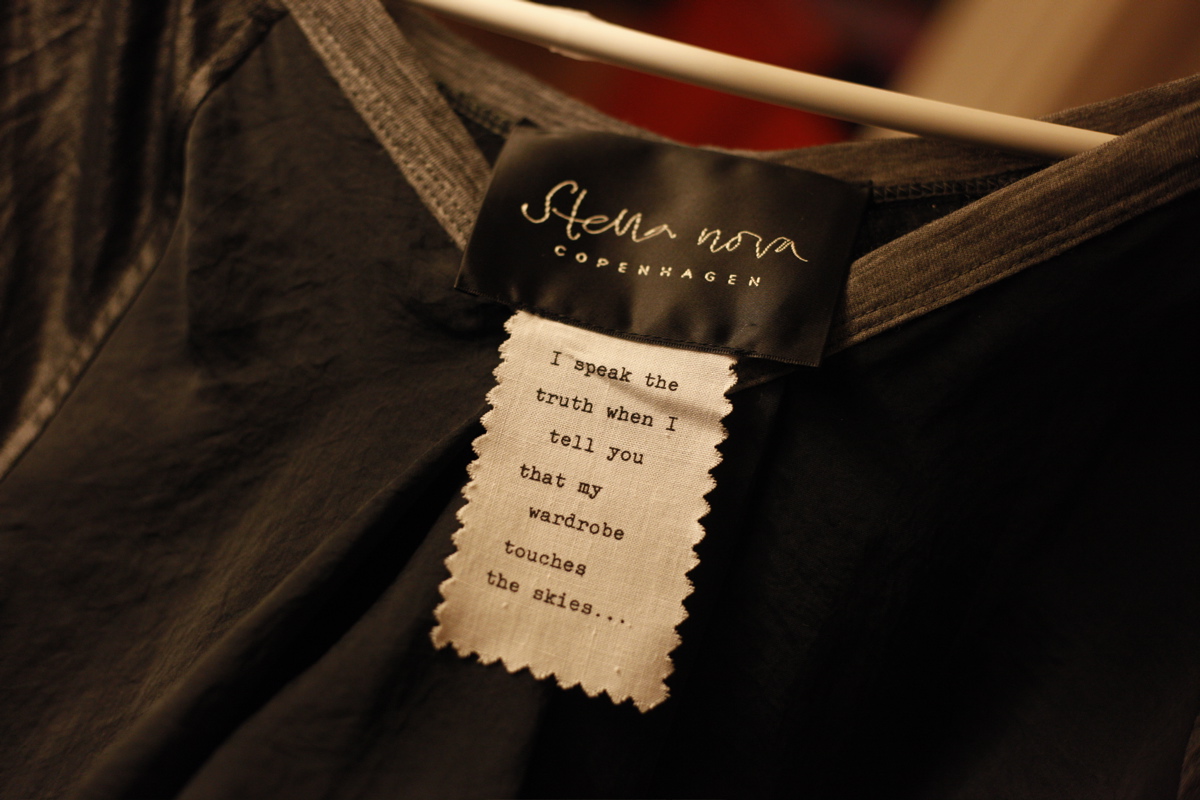 Stella nova
COPENHAGEN
I speak the
truth when I
tell you
that my
wardrobe
touches
the skies...